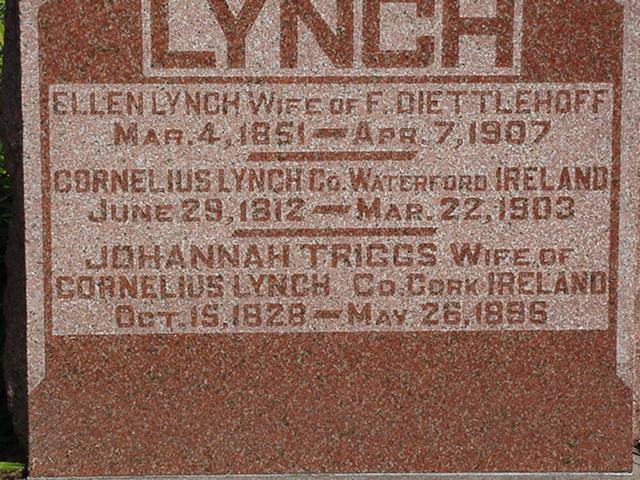 LYNCH
ELLEN LYNCH WIFE OF F. DIETTLEHOFF
MAR. 4, 1851 — APR. 7, 1907
CORNELIUS LYNCH CO. WATERFORD IRELAND
JUNE 29, 1812 — MAR. 22, 1903
JOHANNAH TRIGGS WIFE OF
CORNELIUS LYNCH CO. CORK IRELAND
OCT. 15, 1828 — MAY 26, 1896